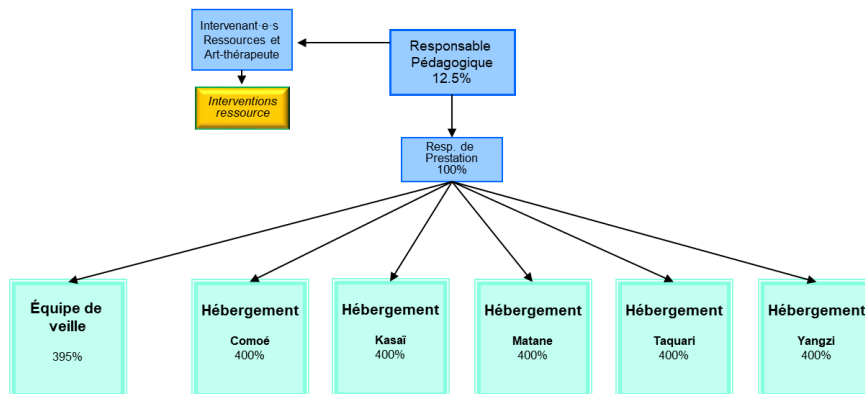 Intervenant·e·s
Ressources et
Art-thérapeute
Responsable
Pédagogique
12.5%
Interventions
ressource
Resp. de
Prestation
100%
Équipe de
veille
395%
Hébergement
Comoé
400%
Hébergement
Kasaï
400%
Hébergement
Matane
400%
Hébergement
Taquari
400%
Hébergement
Yangzi
400%